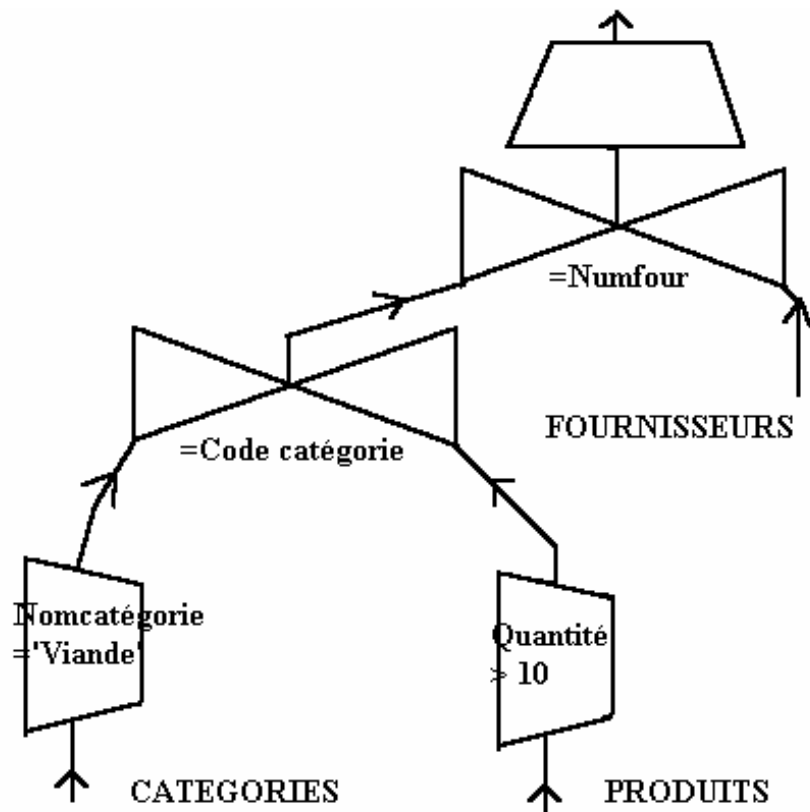 =Numfour
FOURNISSEURS
=Code catégorie
Nomcatégorie
='Viande'
Quantité
> 10
CATEGORIES
PRODUITS